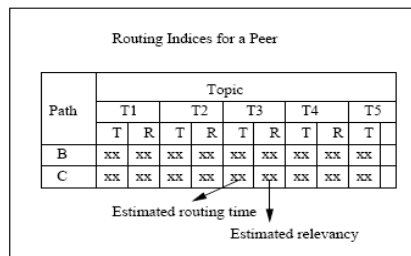 Routing Indices for a Peer
Topic
Path T1 T2 T3 T4 T5
T R T R T R T R T
B xx xx xx xx xx xx xx xx xx
C xx xx xx xx xx xx xx xx xx
Estimated routing time
Estimated relevancy